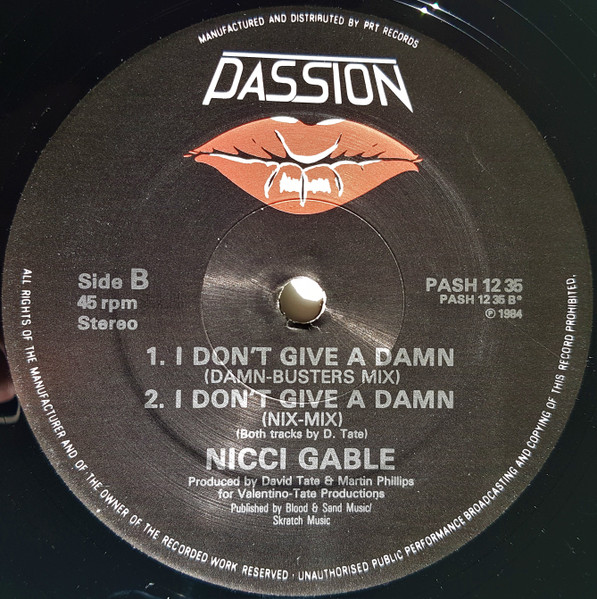 MANUFACTURED AND DISTRIBUTED BY PRT RECORDS
PASSION
Side B
45 rpm
Stereo
PASH 12 35
PASH 12 35 B*
℗ 1984
1. I DON'T GIVE A DAMN
(DAMN-BUSTERS MIX)
2. I DON'T GIVE A DAMN
(NIX-MIX)
(Both tracks by D. Tate)
NICCI GABLE
Produced by David Tate & Martin Phillips
for Valentino-Tate Productions
Published by Blood & Sand Music/
Skratch Music
ALL RIGHTS OF THE MANUFACTURER AND OF THE OWNER OF THE RECORDED WORK RESERVED · UNAUTHORISED PUBLIC PERFORMANCE BROADCASTING AND COPYING OF THIS RECORD PROHIBITED.